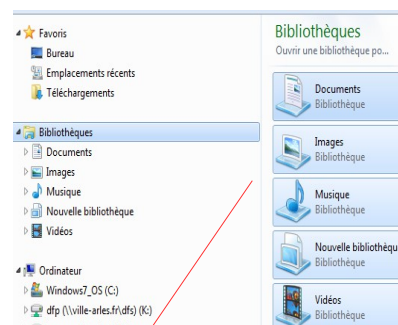 Favoris
Bureau
Emplacements récents
Téléchargements
Bibliothèques
Documents
Images
Musique
Nouvelle bibliothèque
Vidéos
Ordinateur
Windows7_OS (C:)
dfp (\\ville-arles.fr\dfs) (K:)
Bibliothèques
Ouvrir une bibliothèque po...
Documents
Bibliothèque
Images
Bibliothèque
Musique
Bibliothèque
Nouvelle bibliothèqu
Bibliothèque
Vidéos
Bibliothèque